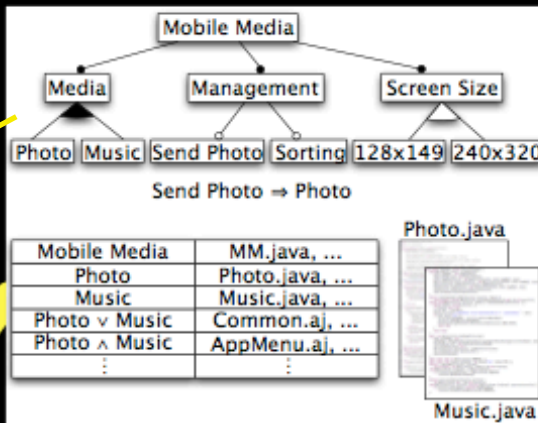 Mobile Media
Media Management Screen Size
Photo Music Send Photo Sorting 128x149 240x320
Send Photo ⇒ Photo
Mobile Media MM.java, ...
Photo Photo.java, ...
Music Music.java, ...
Photo ∨ Music Common.aj, ...
Photo ∧ Music AppMenu.aj, ...
⋮ ⋮
Photo.java
Music.java